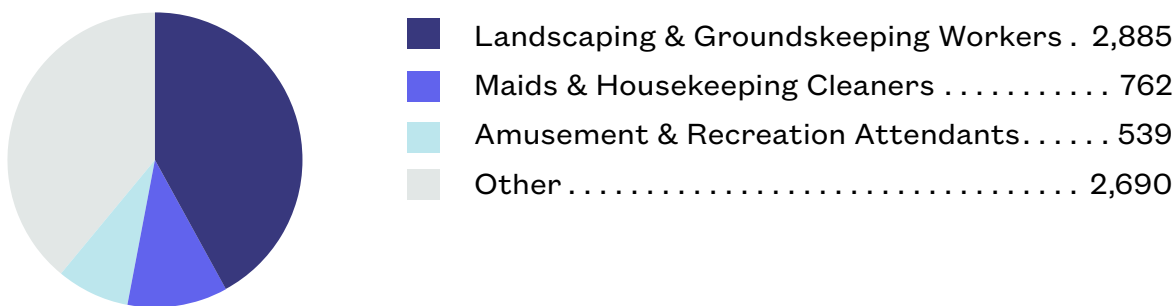 Landscaping & Groundskeeping Workers . 2,885
Maids & Housekeeping Cleaners . . . . . . . . . . . 762
Amusement & Recreation Attendants. . . . . . 539
Other . . . . . . . . . . . . . . . . . . . . . . . . . . . . . . . . . 2,690